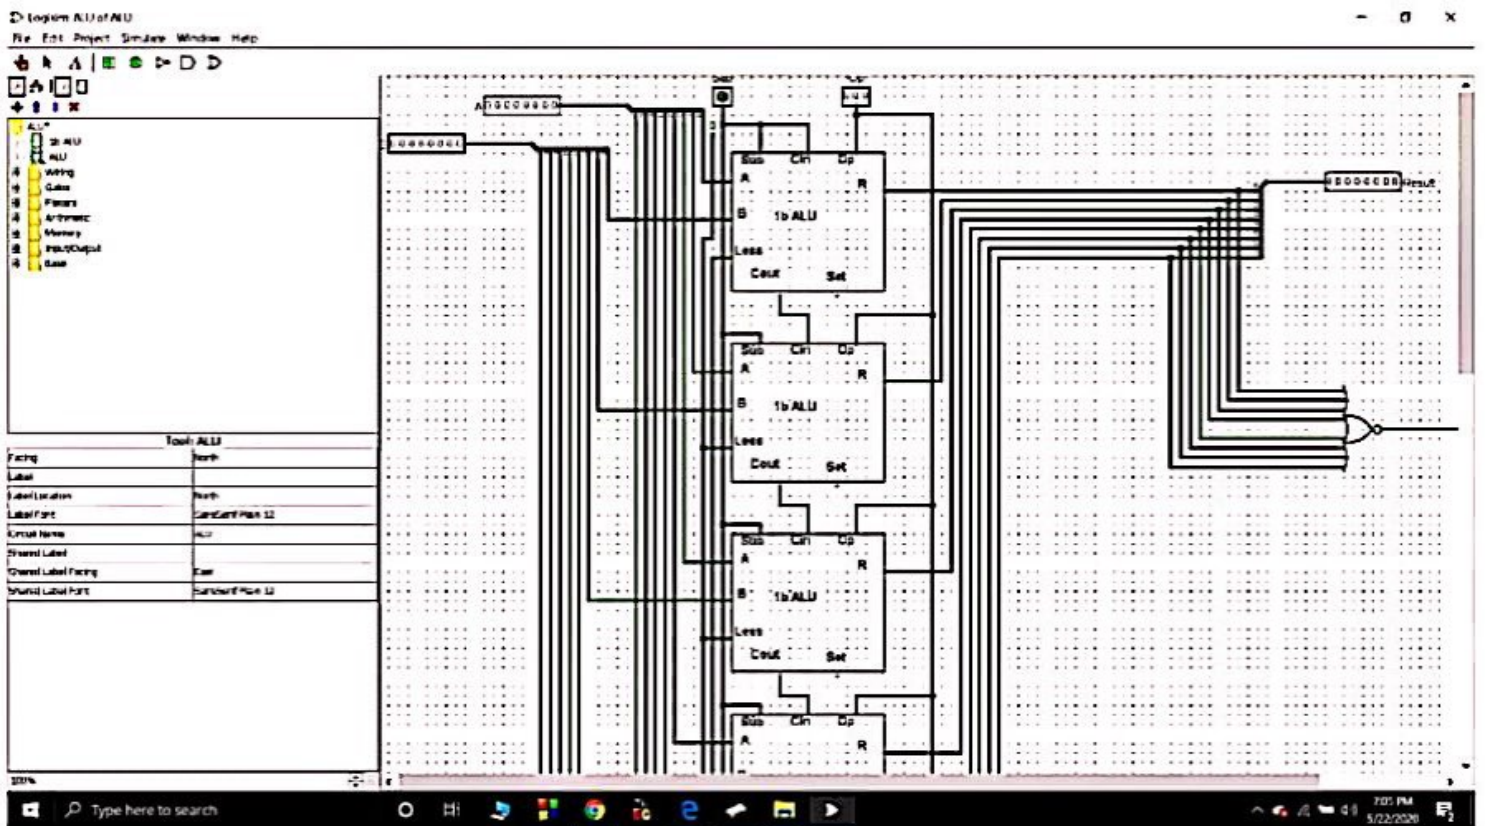 Logisim: ALU of ALU
File Edit Project Simulate Window Help
ALU*
1b ALU
ALU
Wiring
Gates
Plexers
Arithmetic
Memory
Input/Output
Base
Tool: ALU
Facing North
Label
Label Location North
Label Font SansSerif Plain 12
Circuit Name ALU
Shared Label
Shared Label Facing East
Shared Label Font SansSerif Plain 12
100%
A
Result
Sub Cin Op
A R
B 1b ALU
Less
Cout Set
Sub Cin Op
A R
B 1b ALU
Less
Cout Set
Sub Cin Op
A R
B 1b ALU
Less
Cout Set
Sub Cin Op
A R
Type here to search
7:05 PM
5/22/2020